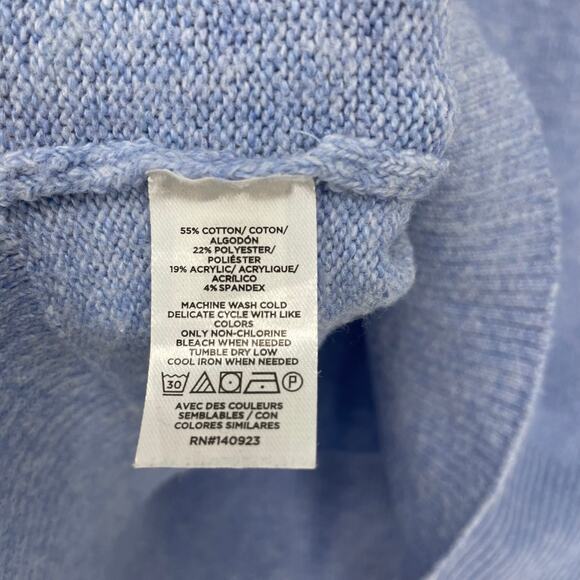 55% COTTON/ COTON/
ALGODÓN
22% POLYESTER/
POLIÉSTER
19% ACRYLIC/ ACRYLIQUE/
ACRÍLICO
4% SPANDEX
MACHINE WASH COLD
DELICATE CYCLE WITH LIKE
COLORS
ONLY NON-CHLORINE
BLEACH WHEN NEEDED
TUMBLE DRY LOW
COOL IRON WHEN NEEDED
30 P
AVEC DES COULEURS
SEMBLABLES / CON
COLORES SIMILARES
RN#140923